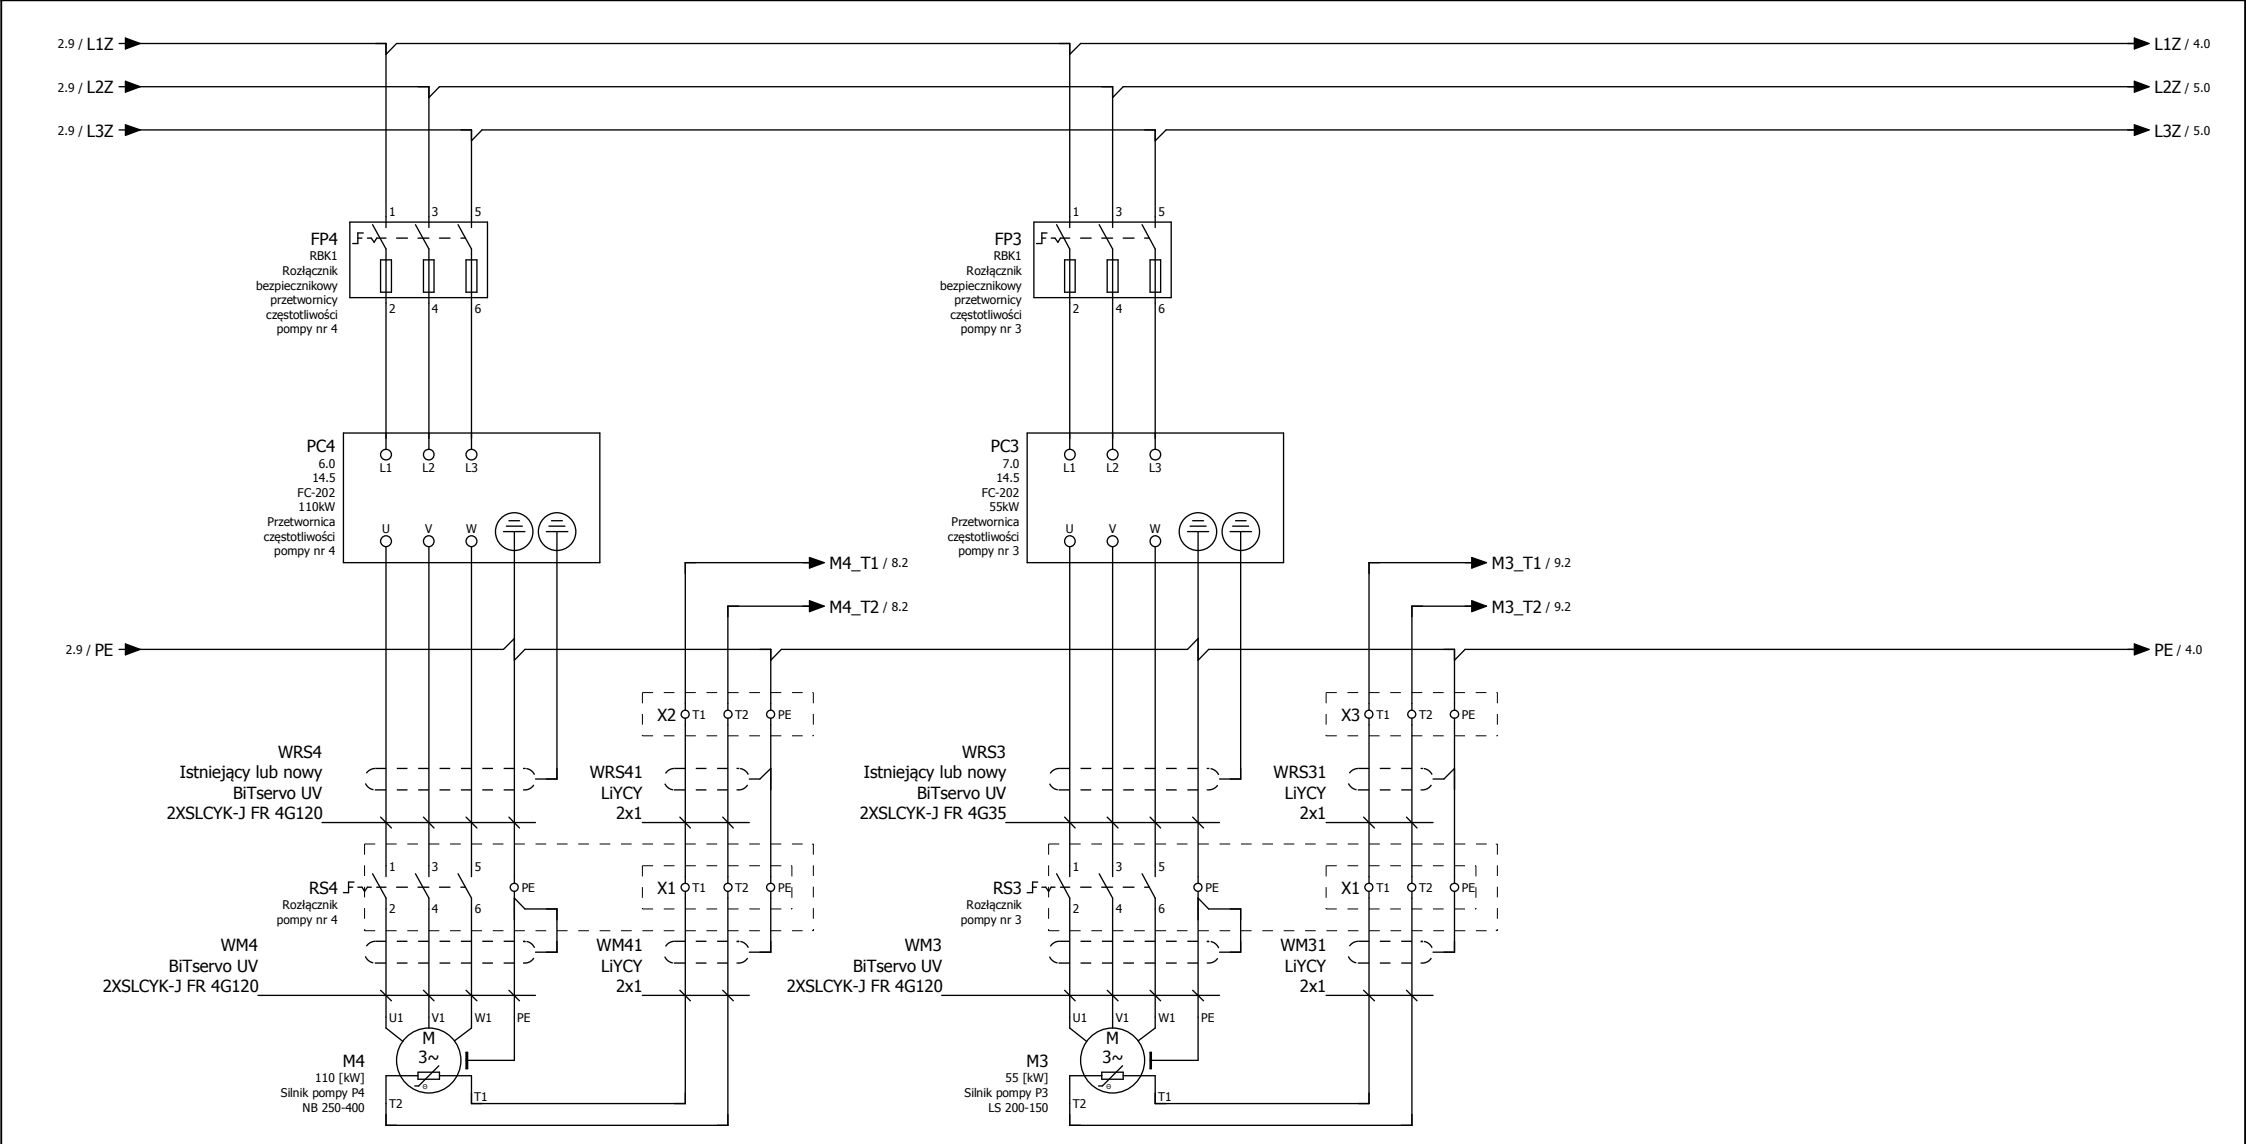 2.9 / L1Z
L1Z / 4.0
2.9 / L2Z
L2Z / 5.0
2.9 / L3Z
L3Z / 5.0
1 3 5
FP4
RBK1
Rozłącznik
bezpiecznikowy
przetwornicy
częstotliwości
pompy nr 4
2 4 6
1 3 5
FP3
RBK1
Rozłącznik
bezpiecznikowy
przetwornicy
częstotliwości
pompy nr 3
2 4 6
PC4
6.0
14.5
FC-202
110kW
Przetwornica
częstotliwości
pompy nr 4
L1 L2 L3
U V W
PC3
7.0
14.5
FC-202
55kW
Przetwornica
częstotliwości
pompy nr 3
L1 L2 L3
U V W
M4_T1 / 8.2
M4_T2 / 8.2
M3_T1 / 9.2
M3_T2 / 9.2
2.9 / PE
PE / 4.0
X2 T1 T2 PE
X3 T1 T2 PE
WRS4
Istniejący lub nowy
BiTservo UV
2XSLCYK-J FR 4G120
WRS41
LiYCY
2x1
WRS3
Istniejący lub nowy
BiTservo UV
2XSLCYK-J FR 4G35
WRS31
LiYCY
2x1
1 3 5
RS4
Rozłącznik
pompy nr 4
2 4 6
PE
X1 T1 T2 PE
1 3 5
RS3
Rozłącznik
pompy nr 3
2 4 6
PE
X1 T1 T2 PE
WM4
BiTservo UV
2XSLCYK-J FR 4G120
WM41
LiYCY
2x1
WM3
BiTservo UV
2XSLCYK-J FR 4G120
WM31
LiYCY
2x1
U1 V1 W1 PE
M
3~
M4
110 [kW]
Silnik pompy P4
NB 250-400
T2 T1
U1 V1 W1 PE
M
3~
M3
55 [kW]
Silnik pompy P3
LS 200-150
T2 T1